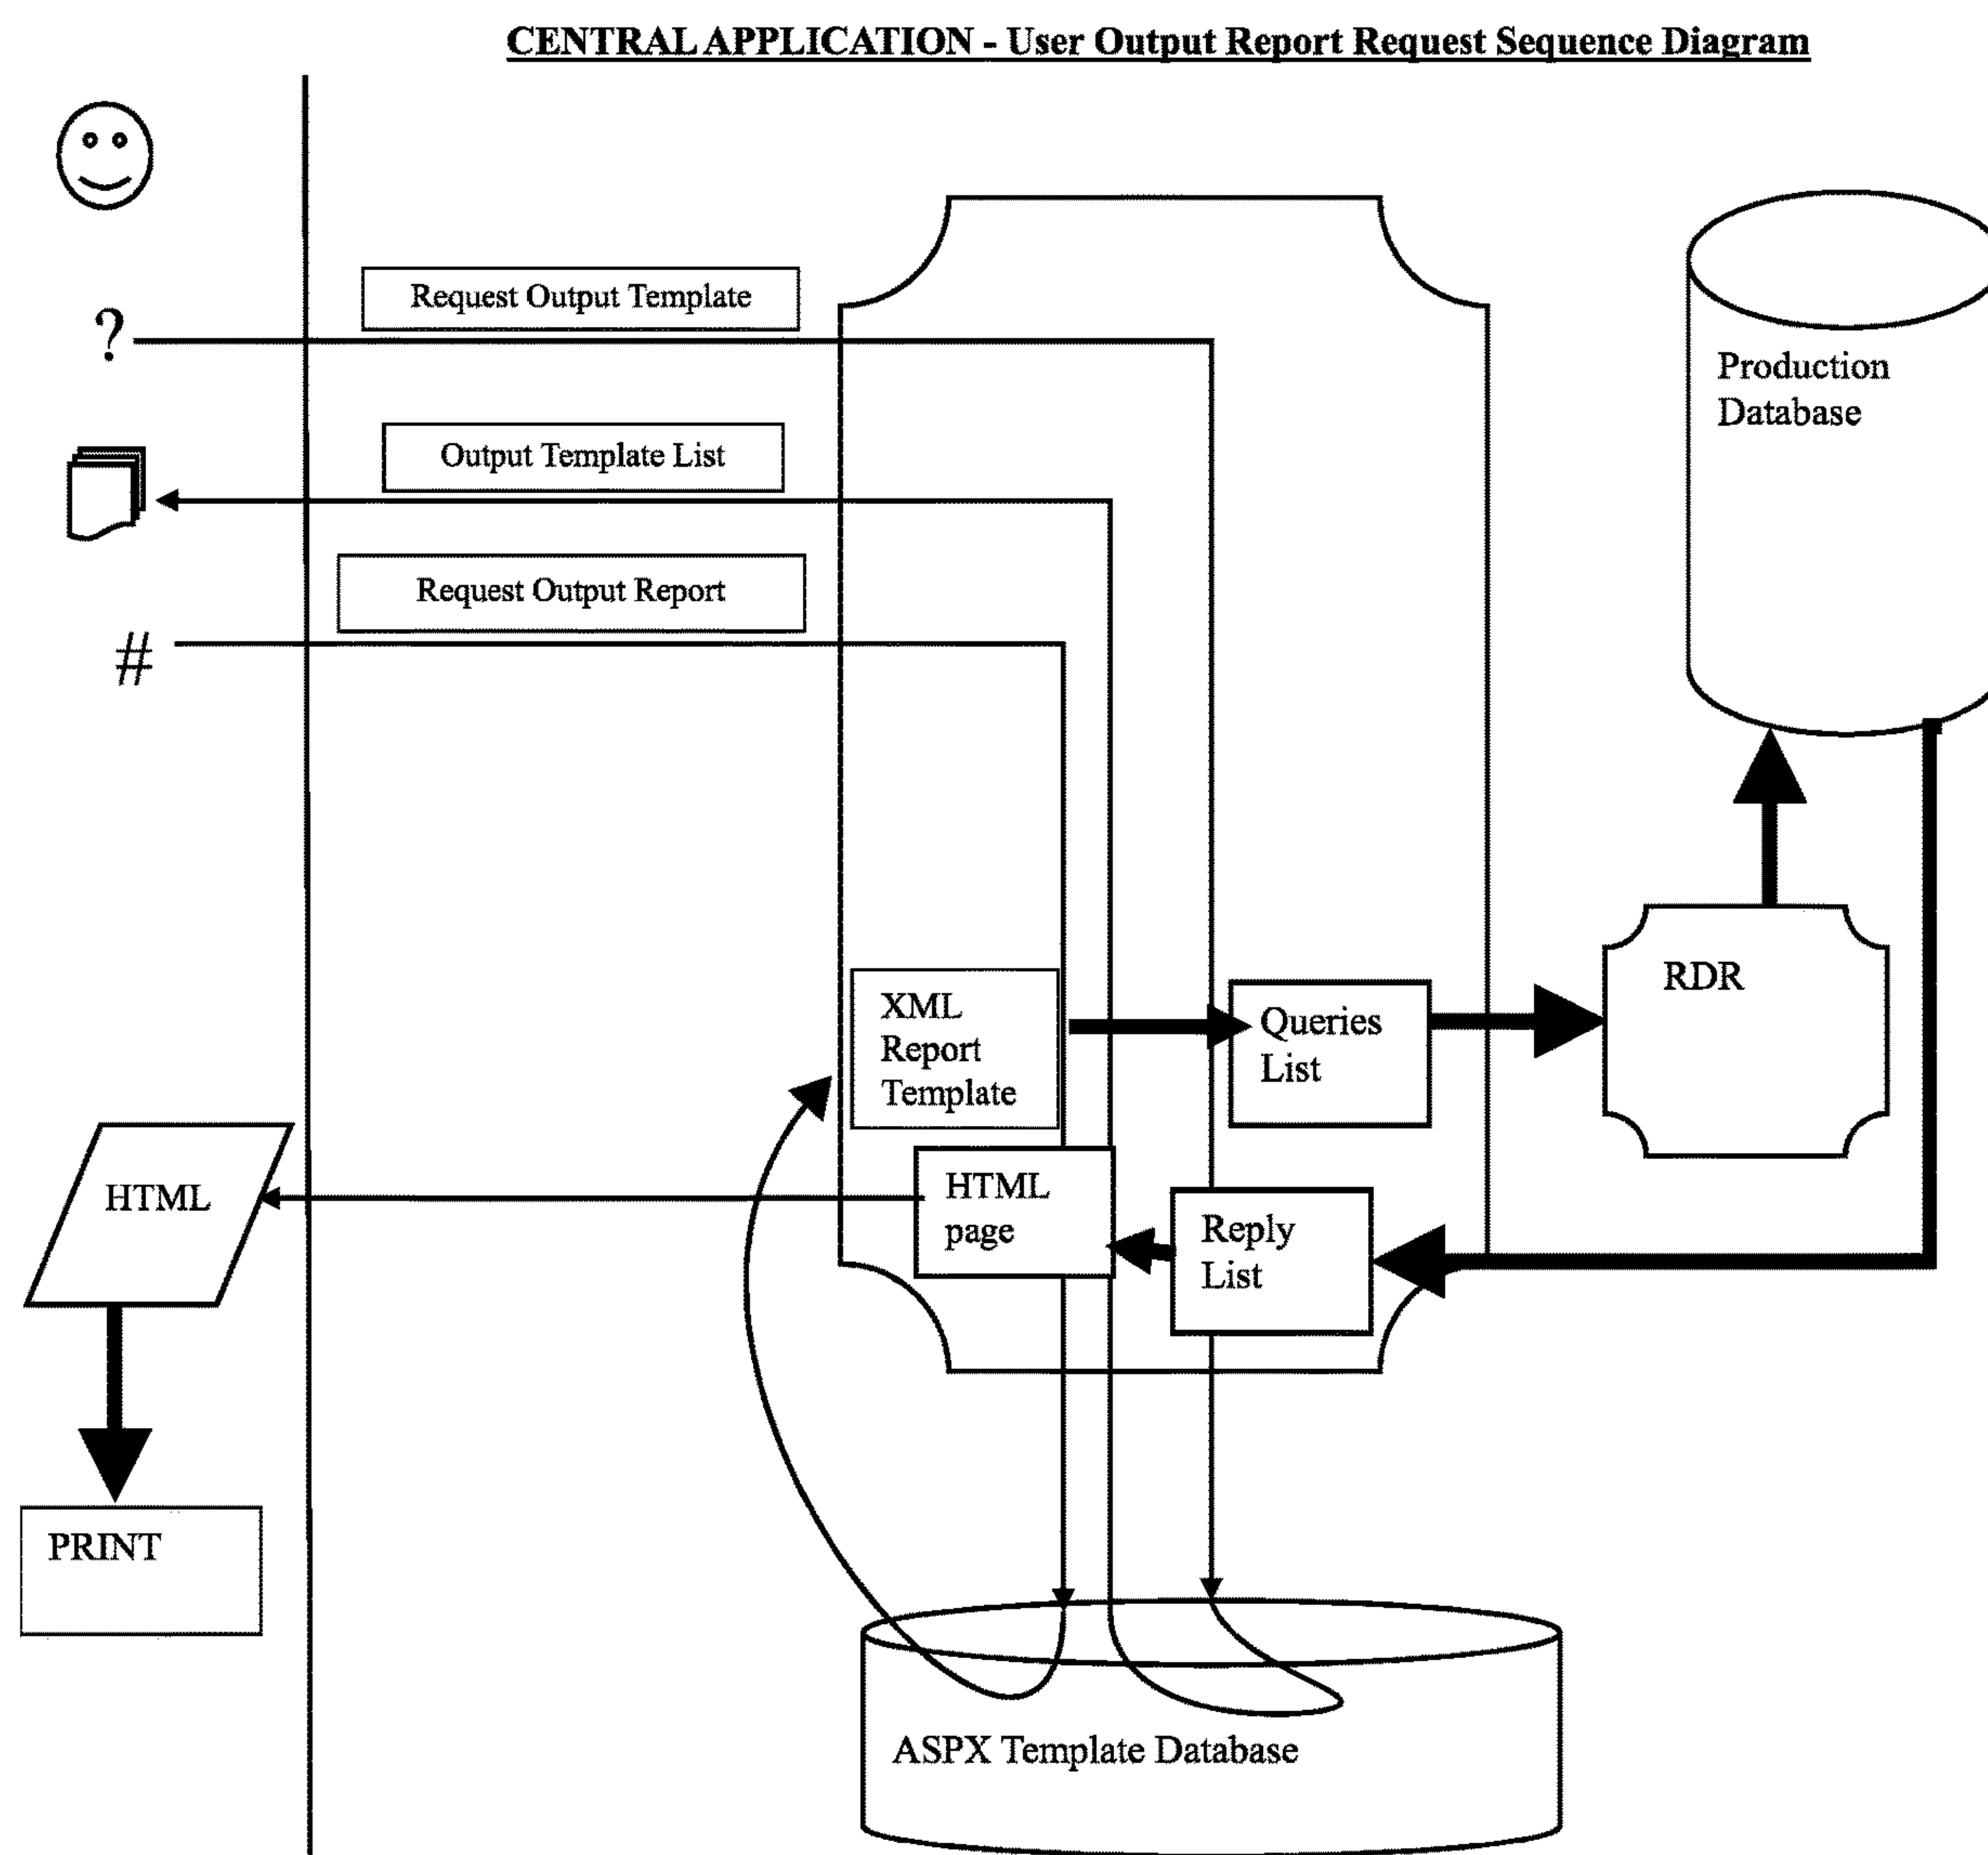 CENTRAL APPLICATION - User Output Report Request Sequence Diagram
Request Output Template
?
Production
Database
Output Template List
Request Output Report
#
XML
Report
Template
Queries
List
RDR
HTML
HTML
page
Reply
List
PRINT
ASPX Template Database